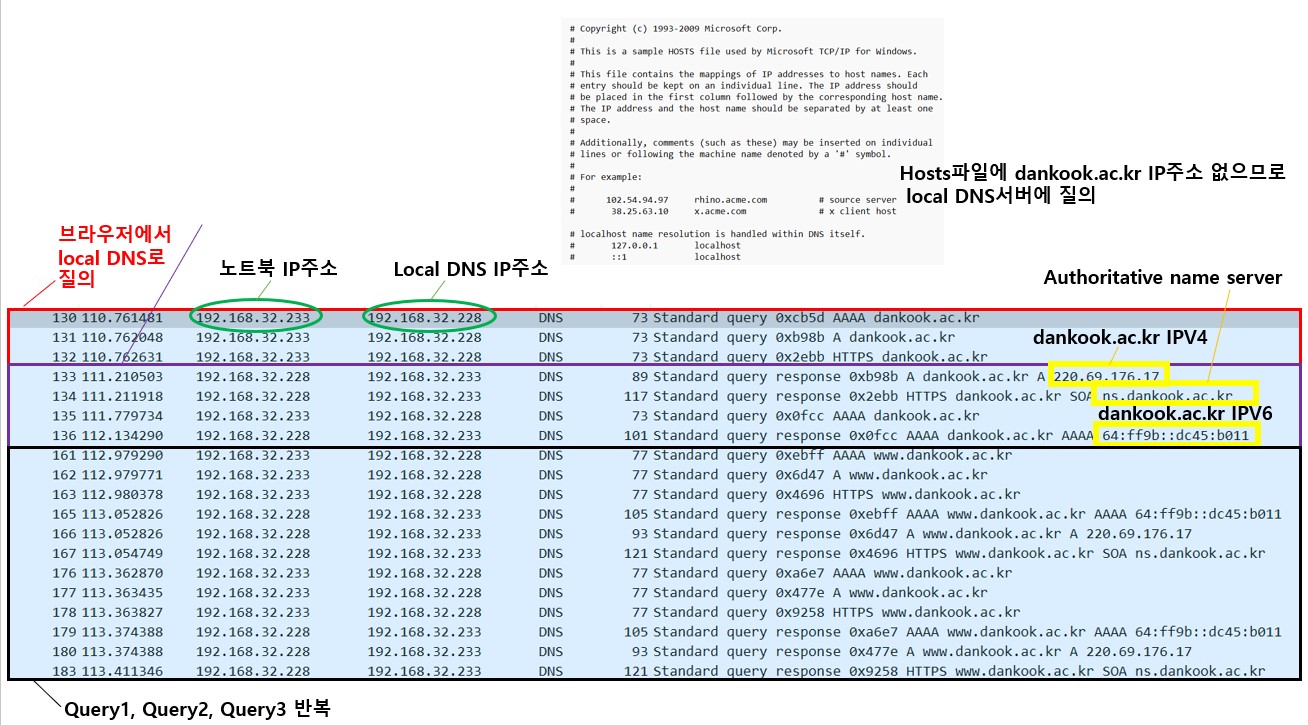 # Copyright (c) 1993-2009 Microsoft Corp.
#
# This is a sample HOSTS file used by Microsoft TCP/IP for Windows.
#
# This file contains the mappings of IP addresses to host names. Each
# entry should be kept on an individual line. The IP address should
# be placed in the first column followed by the corresponding host name.
# The IP address and the host name should be separated by at least one
# space.
#
# Additionally, comments (such as these) may be inserted on individual
# lines or following the machine name denoted by a '#' symbol.
#
# For example:
#
# 102.54.94.97 rhino.acme.com # source server
# 38.25.63.10 x.acme.com # x client host
# localhost name resolution is handled within DNS itself.
# 127.0.0.1 localhost
# ::1 localhost
Hosts파일에 dankook.ac.kr IP주소 없으므로
local DNS서버에 질의
브라우저에서
local DNS로
질의
노트북 IP주소
Local DNS IP주소
Authoritative name server
dankook.ac.kr IPV4
dankook.ac.kr IPV6
130 110.761481 192.168.32.233 192.168.32.228 DNS 73 Standard query 0xcb5d AAAA dankook.ac.kr
131 110.762048 192.168.32.233 192.168.32.228 DNS 73 Standard query 0xb98b A dankook.ac.kr
132 110.762631 192.168.32.233 192.168.32.228 DNS 73 Standard query 0x2ebb HTTPS dankook.ac.kr
133 111.210503 192.168.32.228 192.168.32.233 DNS 89 Standard query response 0xb98b A dankook.ac.kr A 220.69.176.17
134 111.211918 192.168.32.228 192.168.32.233 DNS 117 Standard query response 0x2ebb HTTPS dankook.ac.kr SOA ns.dankook.ac.kr
135 111.779734 192.168.32.233 192.168.32.228 DNS 73 Standard query 0x0fcc AAAA dankook.ac.kr
136 112.134290 192.168.32.228 192.168.32.233 DNS 101 Standard query response 0x0fcc AAAA dankook.ac.kr AAAA 64:ff9b::dc45:b011
161 112.979290 192.168.32.233 192.168.32.228 DNS 77 Standard query 0xebff AAAA www.dankook.ac.kr
162 112.979771 192.168.32.233 192.168.32.228 DNS 77 Standard query 0x6d47 A www.dankook.ac.kr
163 112.980378 192.168.32.233 192.168.32.228 DNS 77 Standard query 0x4696 HTTPS www.dankook.ac.kr
165 113.052826 192.168.32.228 192.168.32.233 DNS 105 Standard query response 0xebff AAAA www.dankook.ac.kr AAAA 64:ff9b::dc45:b011
166 113.052826 192.168.32.228 192.168.32.233 DNS 93 Standard query response 0x6d47 A www.dankook.ac.kr A 220.69.176.17
167 113.054749 192.168.32.228 192.168.32.233 DNS 121 Standard query response 0x4696 HTTPS www.dankook.ac.kr SOA ns.dankook.ac.kr
176 113.362870 192.168.32.233 192.168.32.228 DNS 77 Standard query 0xa6e7 AAAA www.dankook.ac.kr
177 113.363435 192.168.32.233 192.168.32.228 DNS 77 Standard query 0x477e A www.dankook.ac.kr
178 113.363827 192.168.32.233 192.168.32.228 DNS 77 Standard query 0x9258 HTTPS www.dankook.ac.kr
179 113.374388 192.168.32.228 192.168.32.233 DNS 105 Standard query response 0xa6e7 AAAA www.dankook.ac.kr AAAA 64:ff9b::dc45:b011
180 113.374388 192.168.32.228 192.168.32.233 DNS 93 Standard query response 0x477e A www.dankook.ac.kr A 220.69.176.17
183 113.411346 192.168.32.228 192.168.32.233 DNS 121 Standard query response 0x9258 HTTPS www.dankook.ac.kr SOA ns.dankook.ac.kr
Query1, Query2, Query3 반복